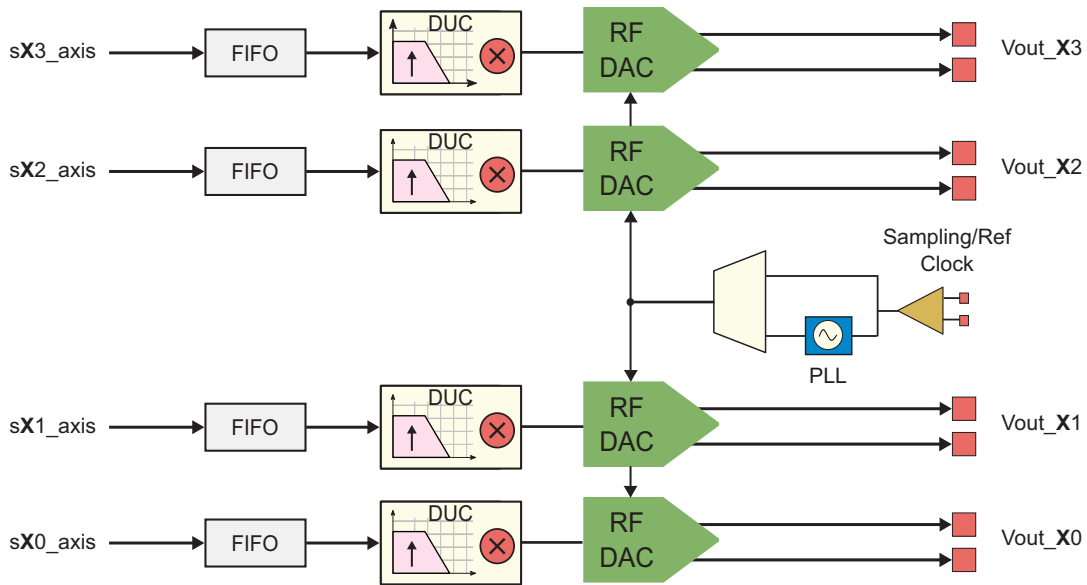 sX3_axis
FIFO
DUC
RF
DAC
Vout_X3
sX2_axis
FIFO
DUC
RF
DAC
Vout_X2
Sampling/Ref
Clock
PLL
sX1_axis
FIFO
DUC
RF
DAC
Vout_X1
sX0_axis
FIFO
DUC
RF
DAC
Vout_X0